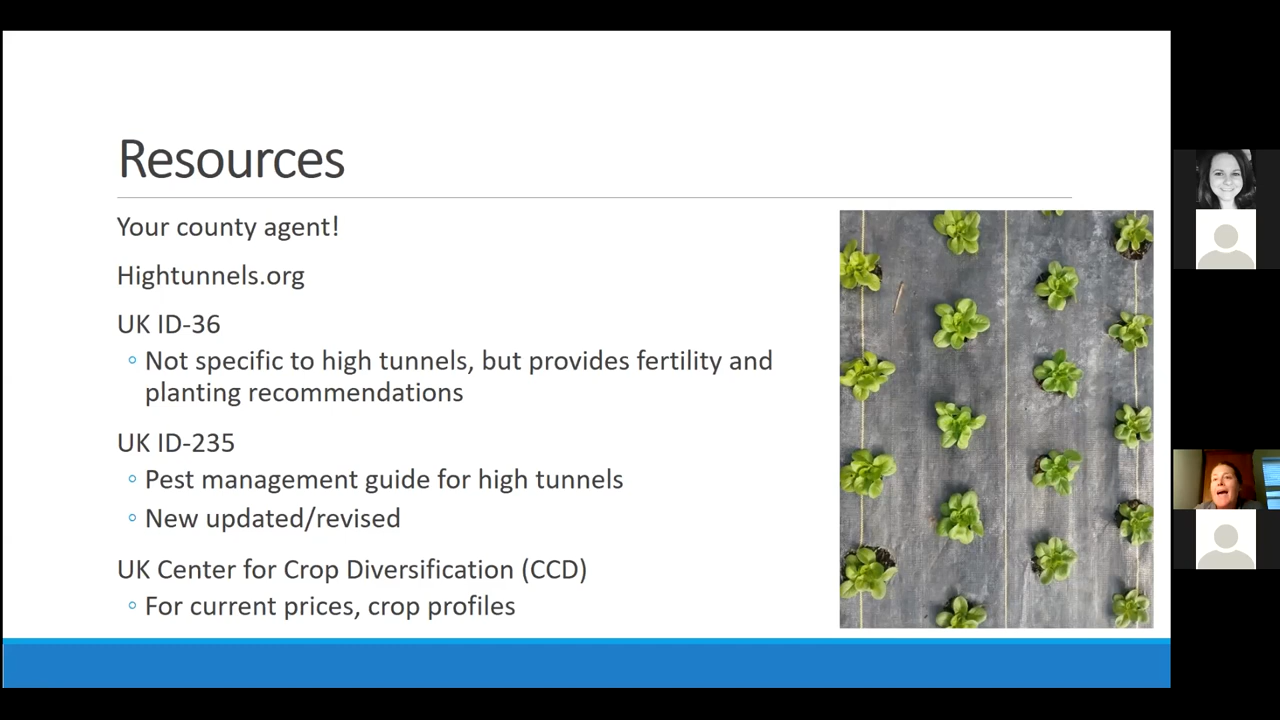 Resources
Your county agent!
Hightunnels.org
UK ID-36
Not specific to high tunnels, but provides fertility and
planting recommendations
UK ID-235
Pest management guide for high tunnels
New updated/revised
UK Center for Crop Diversification (CCD)
For current prices, crop profiles